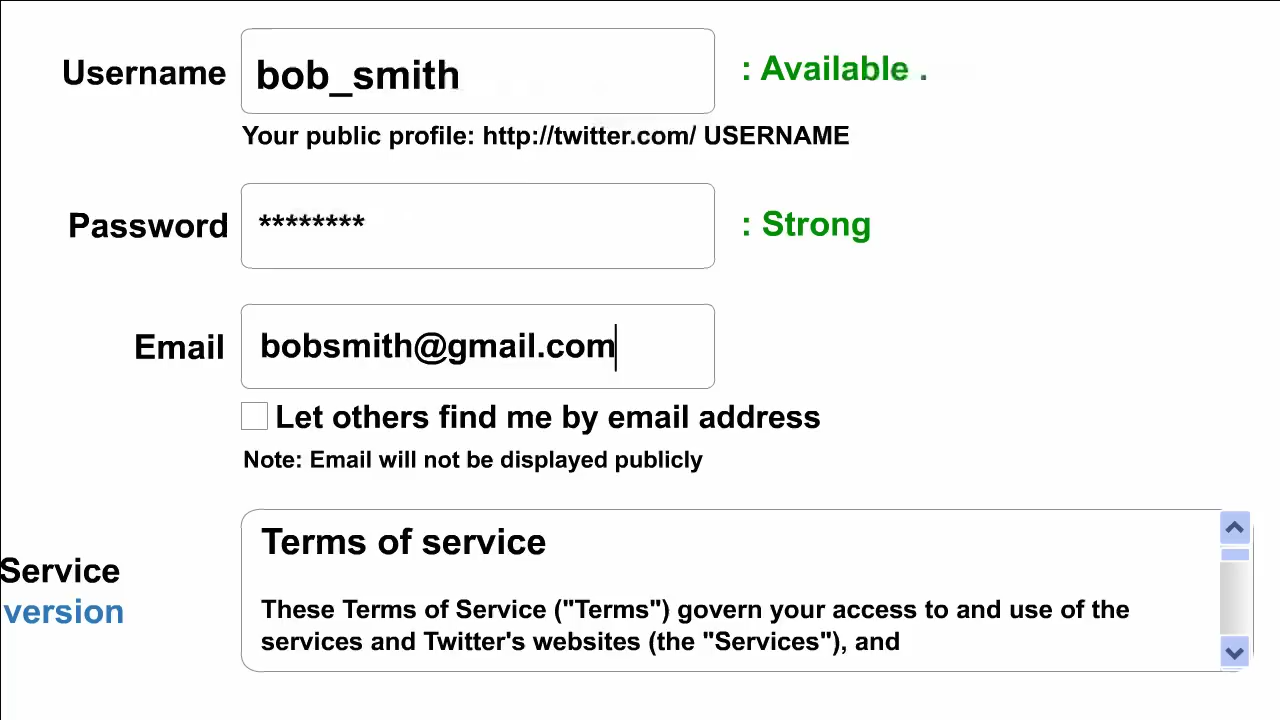 Username bob_smith : Available .
Your public profile: http://twitter.com/ USERNAME
Password ******** : Strong
Email bobsmith@gmail.com
Let others find me by email address
Note: Email will not be displayed publicly
Service
version
Terms of service
These Terms of Service ("Terms") govern your access to and use of the
services and Twitter's websites (the "Services"), and